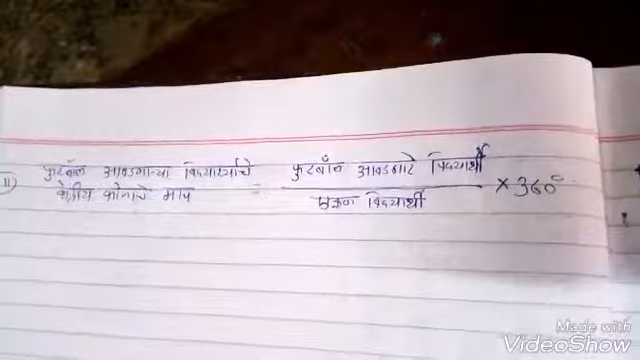 11) फुटबॉल आवडणाऱ्या विद्यार्थ्यांचे केंद्रीय कोनाचे माप = फुटबॉल आवडणारे विद्यार्थी / एकूण विद्यार्थी × 360°
Made with
VideoShow